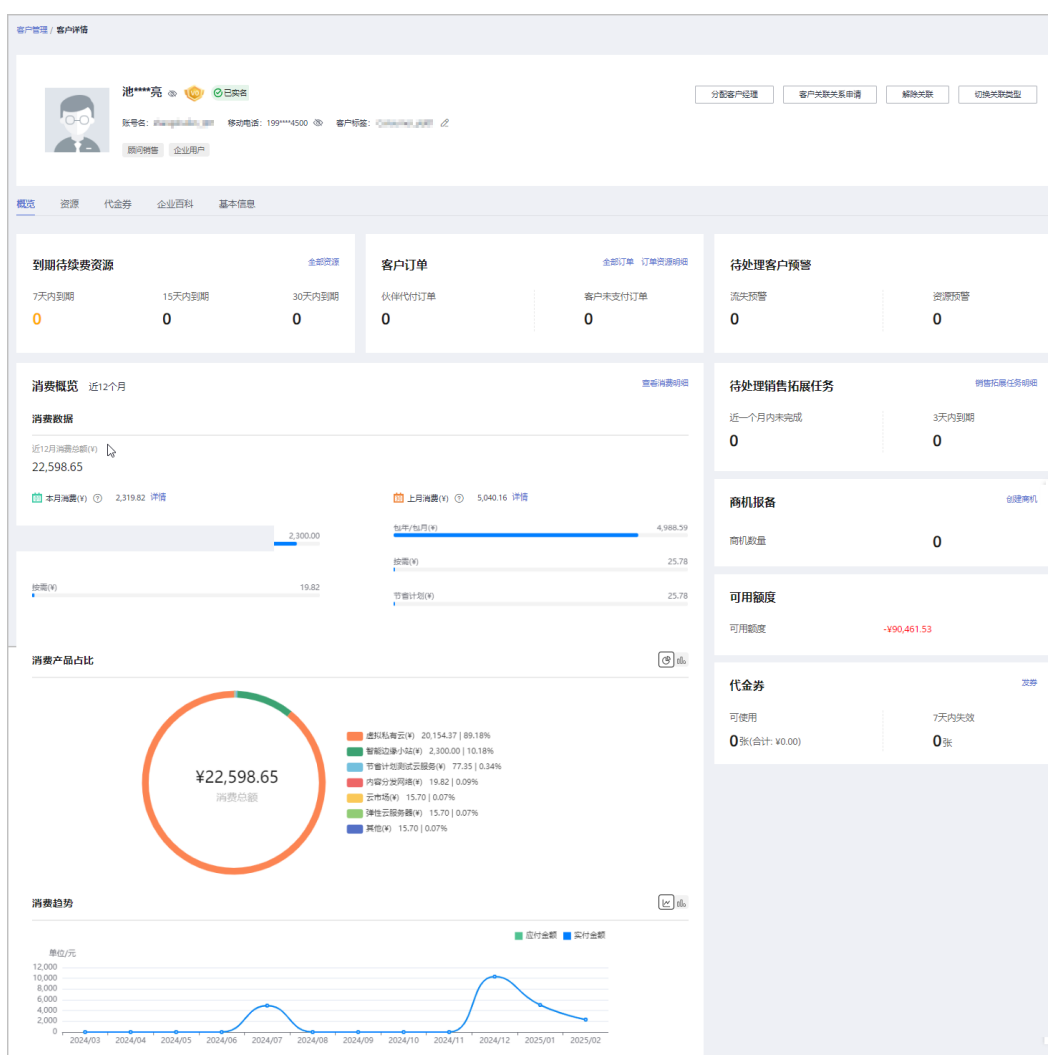 客户管理 / 客户详情
池****亮 已实名
分配客户经理 客户关联关系申请 解除关联 切换关联类型
账号名： 移动电话：199****4500 客户标签：
顾问销售 企业用户
概览 资源 代金券 企业百科 基本信息
到期待续费资源 全部资源
7天内到期 15天内到期 30天内到期
0 0 0
客户订单 全部订单 订单资源明细
伙伴代付订单 客户未支付订单
0 0
待处理客户预警
流失预警 资源预警
0 0
消费概览 近12个月 查看消费明细
消费数据
近12月消费总额(¥)
22,598.65
本月消费(¥) ? 2,319.82 详情
2,300.00
按需(¥) 19.82
上月消费(¥) ? 5,040.16 详情
包年/包月(¥) 4,988.59
按需(¥) 25.78
节省计划(¥) 25.78
待处理销售拓展任务 销售拓展任务明细
近一个月内未完成 3天内到期
0 0
商机报备 创建商机
商机数量 0
可用额度
可用额度 -¥90,461.53
代金券 发券
可使用 7天内失效
0张(合计: ¥0.00) 0张
消费产品占比
¥22,598.65
消费总额
虚拟私有云(¥) 20,154.37 | 89.18%
智能边缘小站(¥) 2,300.00 | 10.18%
节省计划测试云服务(¥) 77.35 | 0.34%
内容分发网络(¥) 19.82 | 0.09%
云市场(¥) 15.70 | 0.07%
弹性云服务器(¥) 15.70 | 0.07%
其他(¥) 15.70 | 0.07%
消费趋势
应付金额 实付金额
单位/元
12,000
10,000
8,000
6,000
4,000
2,000
0
2024/03 2024/04 2024/05 2024/06 2024/07 2024/08 2024/09 2024/10 2024/11 2024/12 2025/01 2025/02